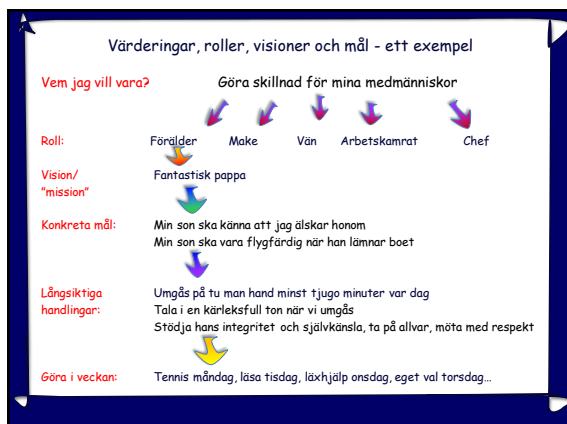 Värderingar, roller, visioner och mål - ett exempel
Vem jag vill vara? Göra skillnad för mina medmänniskor
Roll: Förälder Make Vän Arbetskamrat Chef
Vision/ Fantastisk pappa
"mission"
Konkreta mål: Min son ska känna att jag älskar honom
Min son ska vara flygfärdig när han lämnar boet
Långsiktiga Umgås på tu man hand minst tjugo minuter var dag
handlingar: Tala i en kärleksfull ton när vi umgås
Stödja hans integritet och självkänsla, ta på allvar, möta med respekt
Göra i veckan: Tennis måndag, läsa tisdag, läxhjälp onsdag, eget val torsdag…